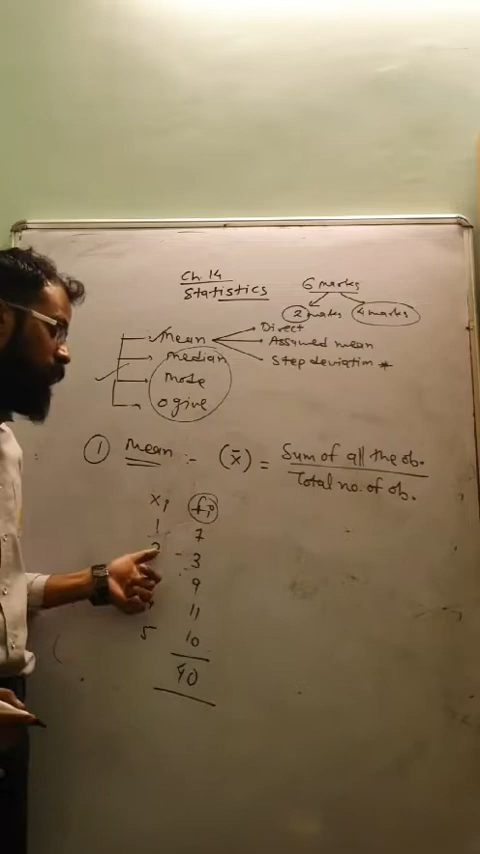 Ch. 14
Statistics
6 marks
2 marks 4 marks
Mean
Direct
Assumed mean
Step deviation *
median
mode
ogive
① Mean :- (x̄) = Sum of all the ob. / Total no. of ob.
xi fi
1 7
2 3
9
11
5 10
40